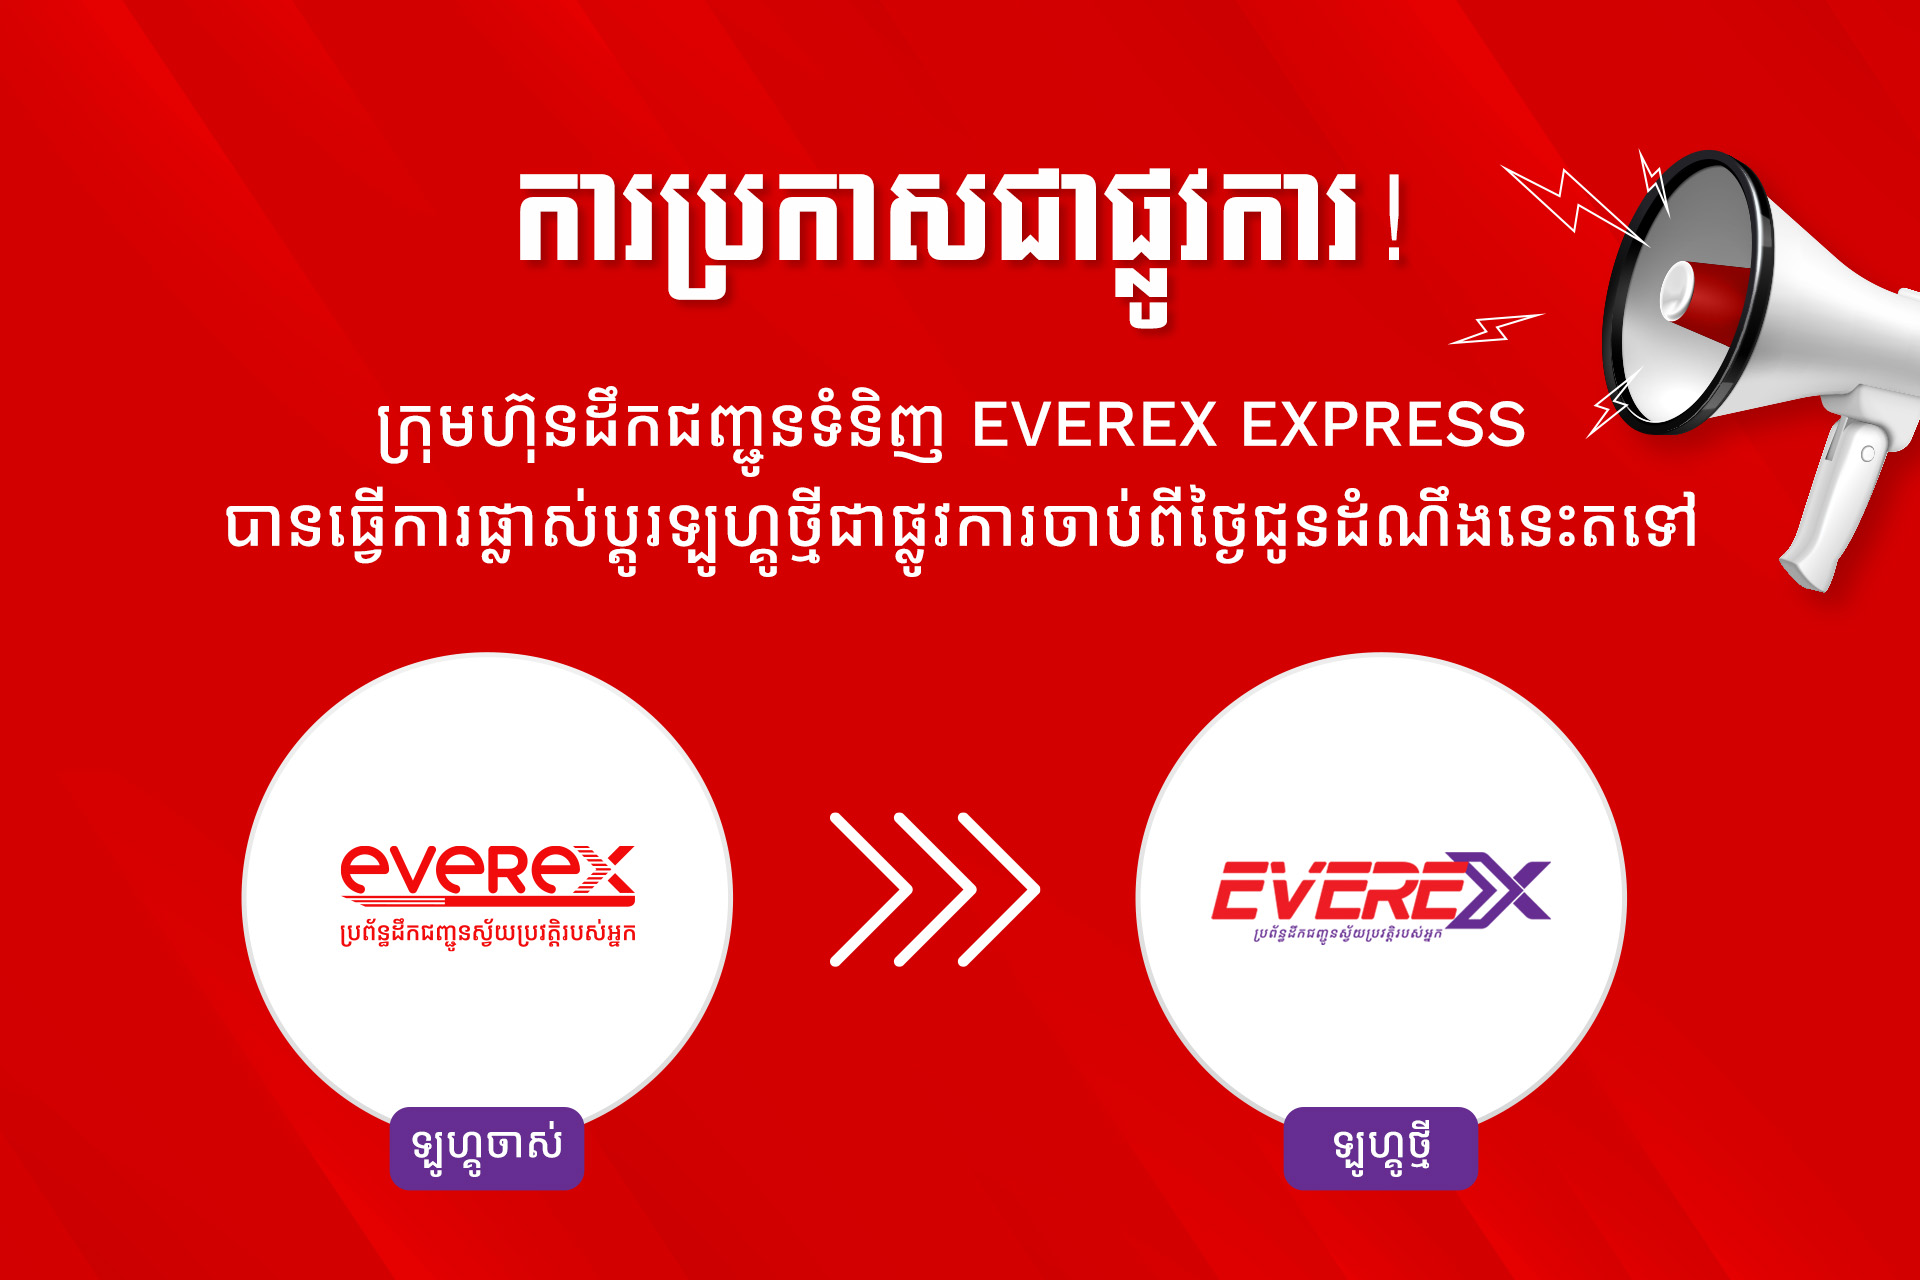 ការប្រកាសជាផ្លូវការ!
ក្រុមហ៊ុនដឹកជញ្ជូនទំនិញ EVEREX EXPRESS
បានធ្វើការផ្លាស់ប្តូរឡូហ្គូថ្មីជាផ្លូវការចាប់ពីថ្ងៃជូនដំណឹងនេះតទៅ
everex
ប្រព័ន្ធដឹកជញ្ជូនស្វ័យប្រវត្តិរបស់អ្នក
ឡូហ្គូចាស់
EVEREX
ប្រព័ន្ធដឹកជញ្ជូនស្វ័យប្រវត្តិរបស់អ្នក
ឡូហ្គូថ្មី